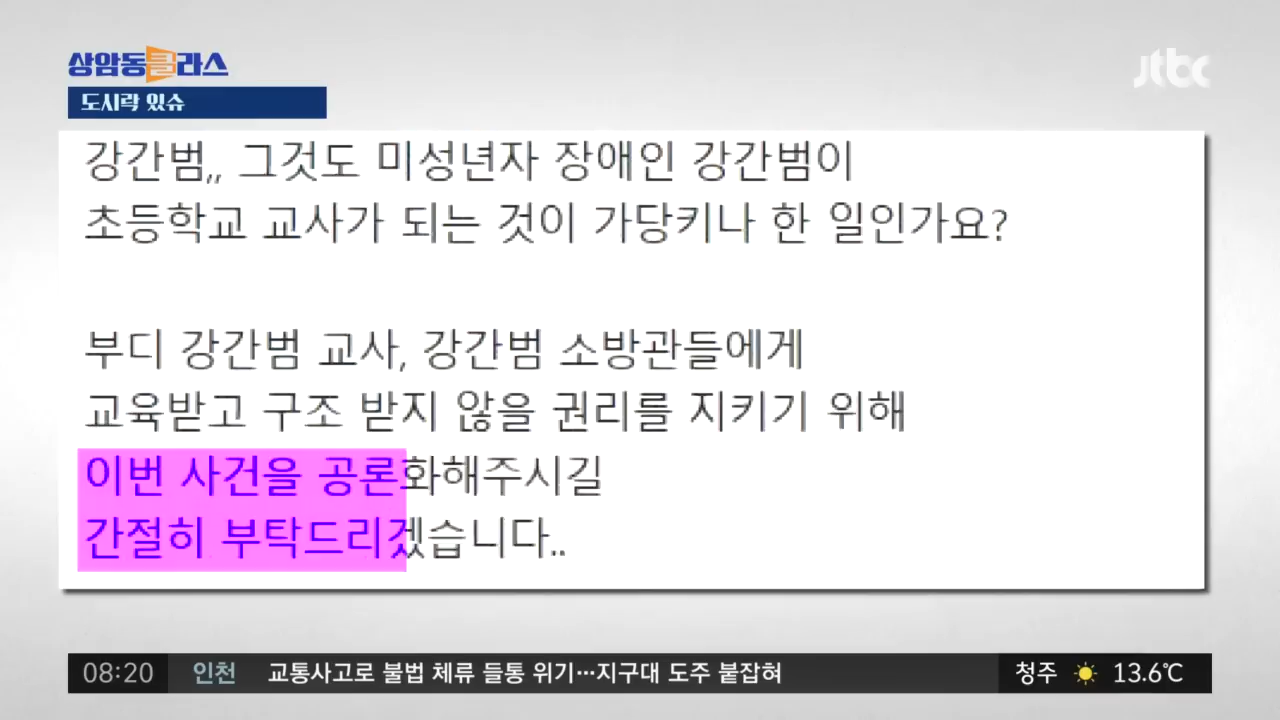 상암동클라스
jtbc
도시락 있슈
강간범,, 그것도 미성년자 장애인 강간범이
초등학교 교사가 되는 것이 가당키나 한 일인가요?
부디 강간범 교사, 강간범 소방관들에게
교육받고 구조 받지 않을 권리를 지키기 위해
이번 사건을 공론화해주시길
간절히 부탁드리겠습니다..
08:20 인천 교통사고로 불법 체류 들통 위기…지구대 도주 붙잡혀 청주 13.6℃